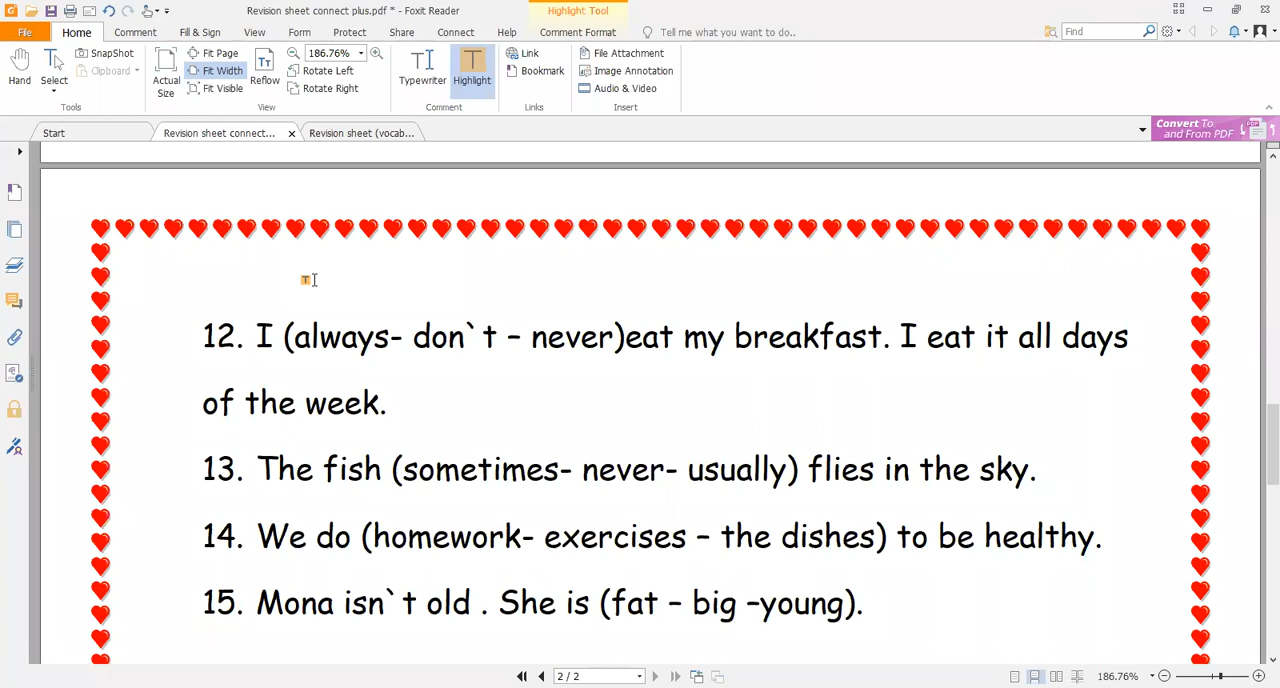 Revision sheet connect plus.pdf * - Foxit Reader
Highlight Tool
File Home Comment Fill & Sign View Form Protect Share Connect Help Comment Format Tell me what you want to do.. Find
Hand Select SnapShot Clipboard Tools
Actual Size Fit Page Fit Width Fit Visible Reflow 186.76% Rotate Left Rotate Right View
Typewriter Highlight Comment
Link Bookmark Links
File Attachment Image Annotation Audio & Video Insert
Start Revision sheet connect... Revision sheet (vocab... Convert To and From PDF
12. I (always- don`t – never)eat my breakfast. I eat it all days
of the week.
13. The fish (sometimes- never- usually) flies in the sky.
14. We do (homework- exercises – the dishes) to be healthy.
15. Mona isn`t old . She is (fat – big –young).
2 / 2 186.76%